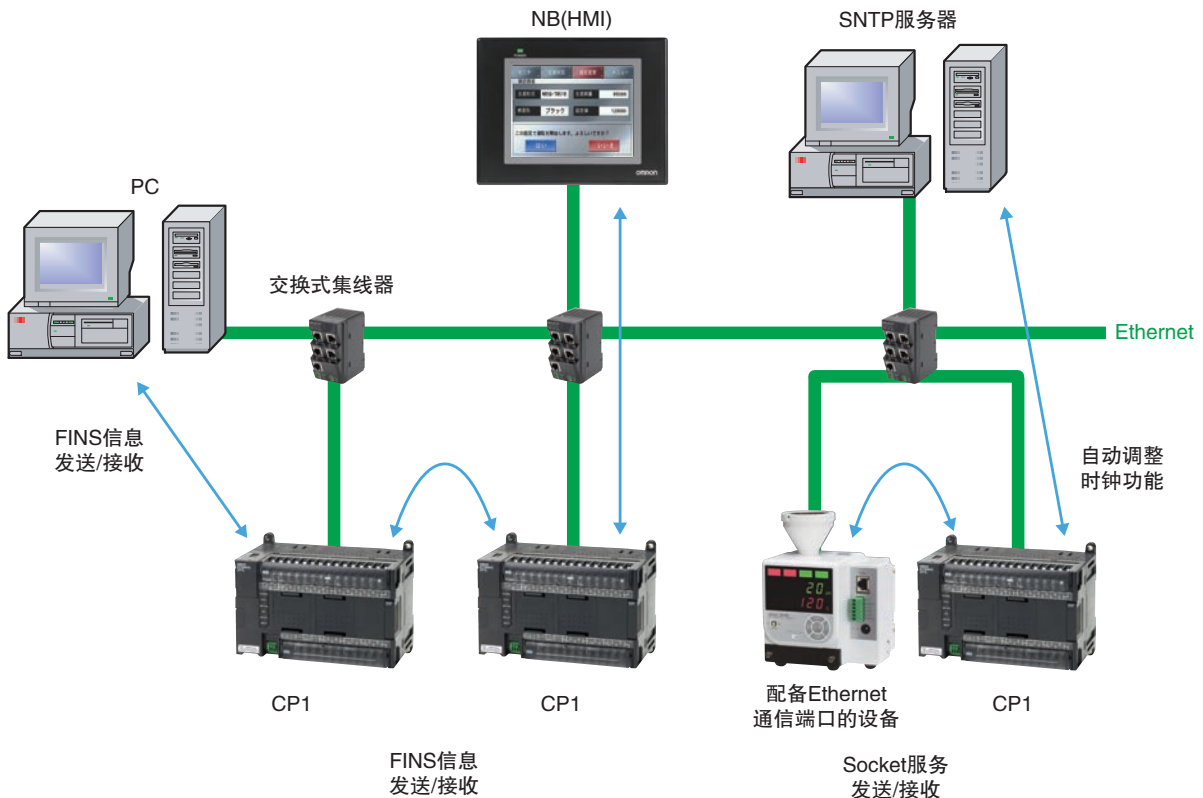 NB(HMI)
SNTP服务器
PC
交换式集线器
omron
Ethernet
FINS信息
发送/接收
自动调整
时钟功能
20
120
CP1
CP1
配备Ethernet
通信端口的设备
CP1
FINS信息
发送/接收
Socket服务
发送/接收